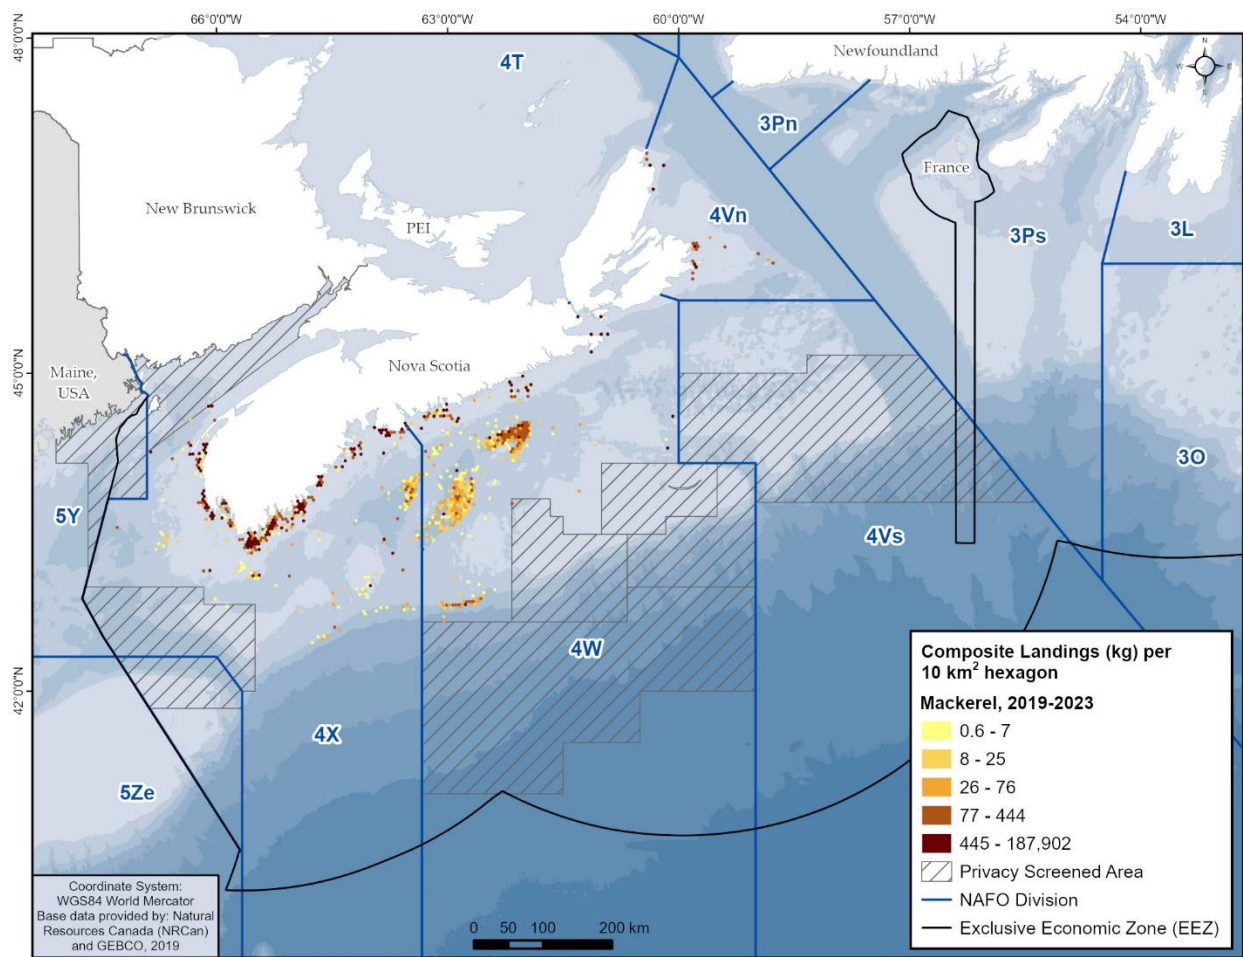 66°0'0"W 63°0'0"W 60°0'0"W 57°0'0"W 54°0'0"W
48°0'0"N
45°0'0"N
42°0'0"N
4T
Newfoundland
N
W E
S
3Pn
France
New Brunswick
PEI
4Vn
3Ps
3L
Maine,
USA
Nova Scotia
3O
5Y
4Vs
4W
4X
5Ze
Composite Landings (kg) per
10 km² hexagon
Mackerel, 2019-2023
0.6 - 7
8 - 25
26 - 76
77 - 444
445 - 187,902
Privacy Screened Area
NAFO Division
Exclusive Economic Zone (EEZ)
Coordinate System:
WGS84 World Mercator
Base data provided by: Natural
Resources Canada (NRCan)
and GEBCO, 2019
0 50 100 200 km